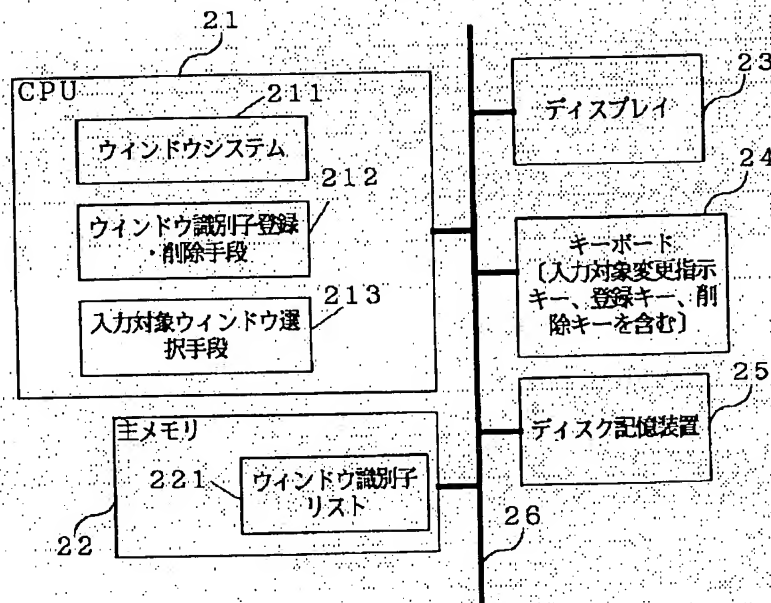 21
CPU
211
ウィンドウシステム
212
ウィンドウ識別子登録
・削除手段
213
入力対象ウィンドウ選
択手段
主メモリ
221
ウィンドウ識別子
リスト
22
23
ディスプレイ
24
キーボード
〔入力対象変更指示
キー、登録キー、削
除キーを含む〕
25
ディスク記憶装置
26